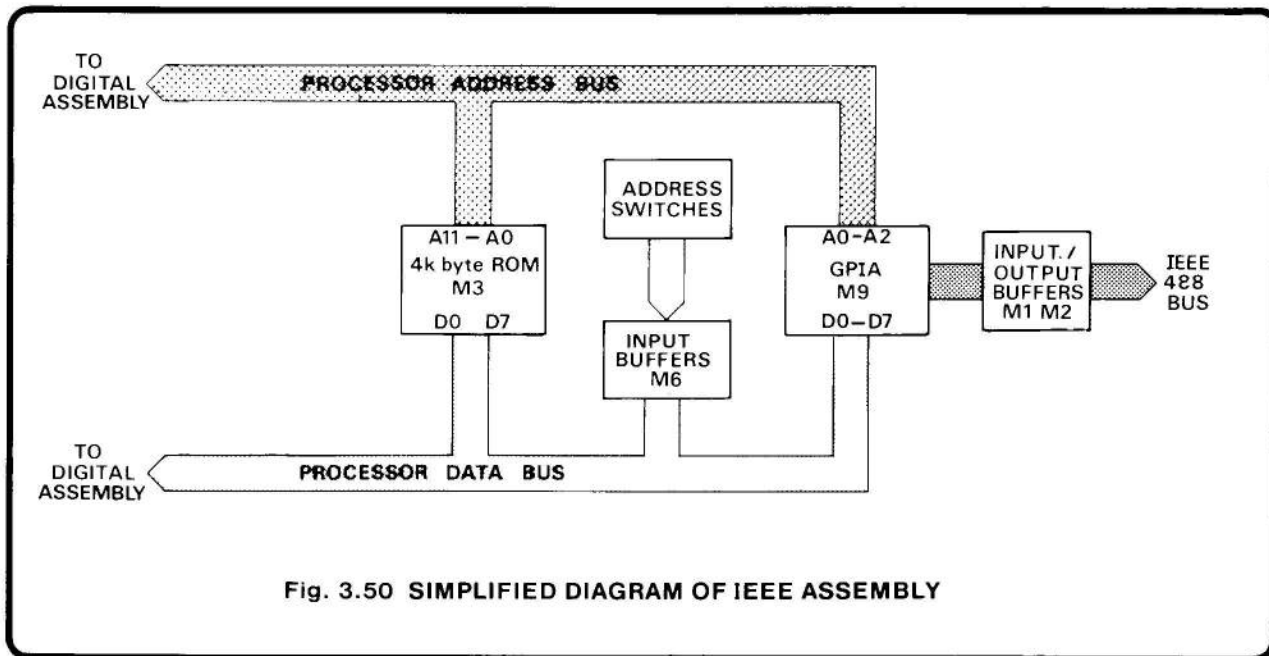 TO
DIGITAL
ASSEMBLY
PROCESSOR ADDRESS BUS
ADDRESS
SWITCHES
A11 – A0
4k byte ROM
M3
D0 D7
INPUT
BUFFERS
M6
A0–A2
GPIA
M9
D0–D7
INPUT./
OUTPUT
BUFFERS
M1 M2
IEEE
488
BUS
TO
DIGITAL
ASSEMBLY
PROCESSOR DATA BUS
Fig. 3.50 SIMPLIFIED DIAGRAM OF IEEE ASSEMBLY